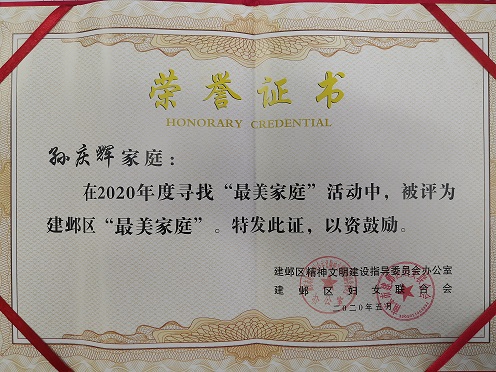 荣誉证书
HONORARY CREDENTIAL
孙庆辉家庭：
在2020年度寻找“最美家庭”活动中，被评为
建邺区“最美家庭”。特发此证，以资鼓励。
建邺区精神文明建设指导委员会办公室
建邺区妇女联合会
二〇二〇年五月